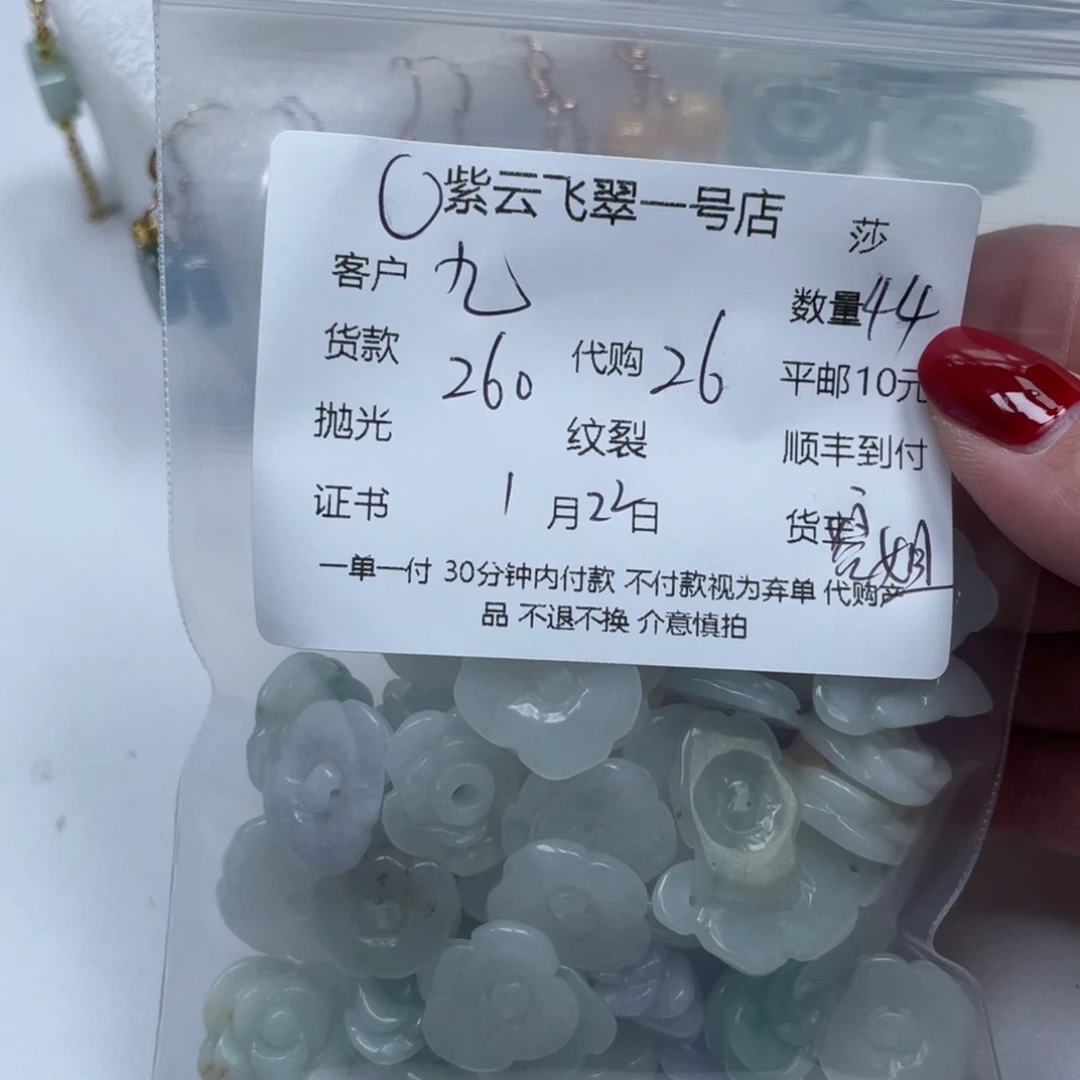 紫云飞翠一号店 莎
客户 九 数量 44
货款 260 代购 26 平邮10元
抛光 纹裂 顺丰到付
证书 1月22日 货主 亮姐
一单一付 30分钟内付款 不付款视为弃单 代购产
品 不退不换 介意慎拍